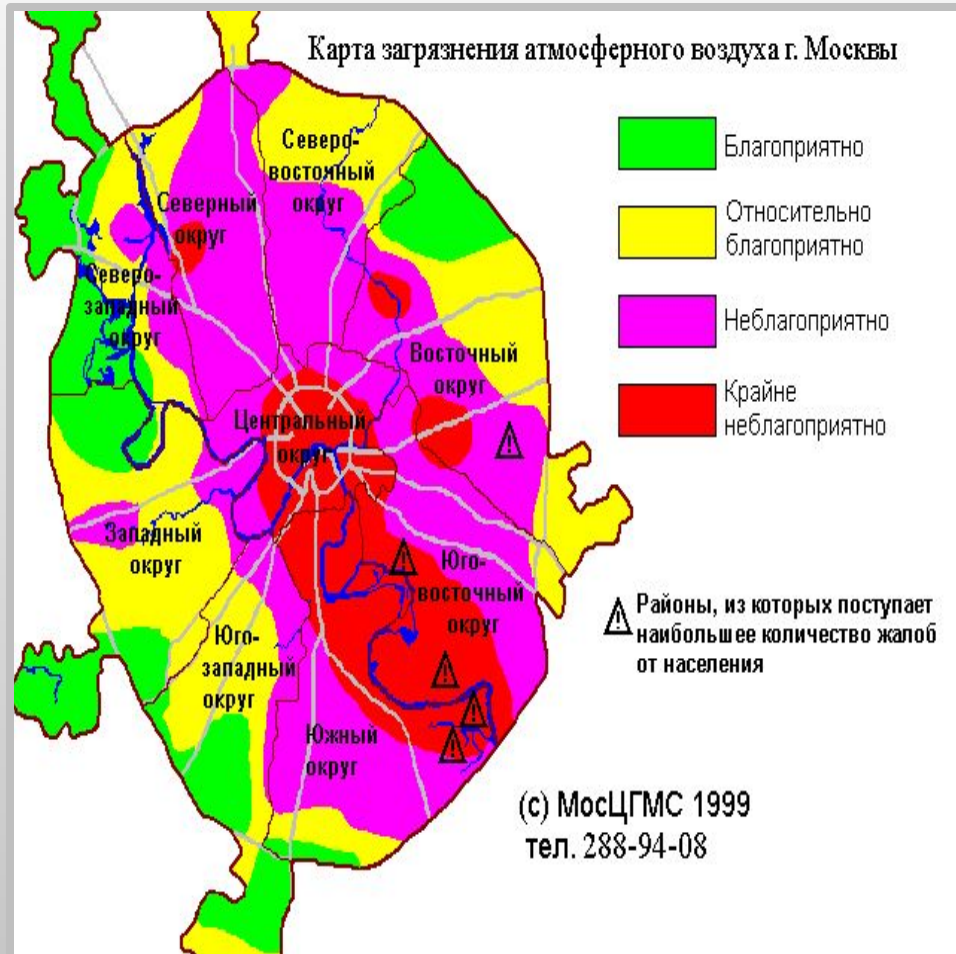 Карта загрязнения атмосферного воздуха г. Москвы
Благоприятно
Относительно
благоприятно
Неблагоприятно
Крайне
неблагоприятно
Северо-
восточный
округ
Северный
округ
Северо-
западный
округ
Восточный
округ
Центральный
округ
Западный
округ
Юго-
восточный
округ
Юго-
западный
округ
Южный
округ
Районы, из которых поступает
наибольшее количество жалоб
от населения
(с) МосЦГМС 1999
тел. 288-94-08